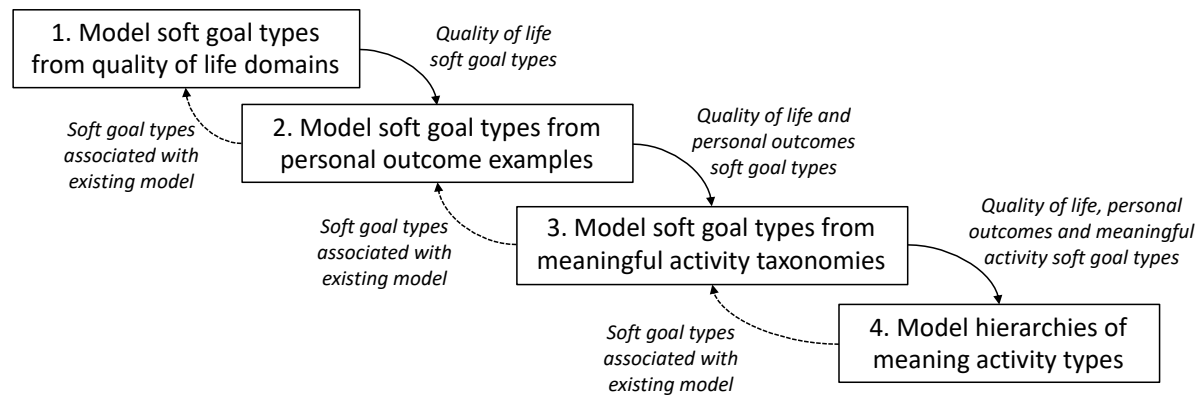 1. Model soft goal types
from quality of life domains
Quality of life
soft goal types
Soft goal types
associated with
existing model
2. Model soft goal types from
personal outcome examples
Quality of life and
personal outcomes
soft goal types
Soft goal types
associated with
existing model
3. Model soft goal types from
meaningful activity taxonomies
Quality of life, personal
outcomes and meaningful
activity soft goal types
Soft goal types
associated with
existing model
4. Model hierarchies of
meaning activity types